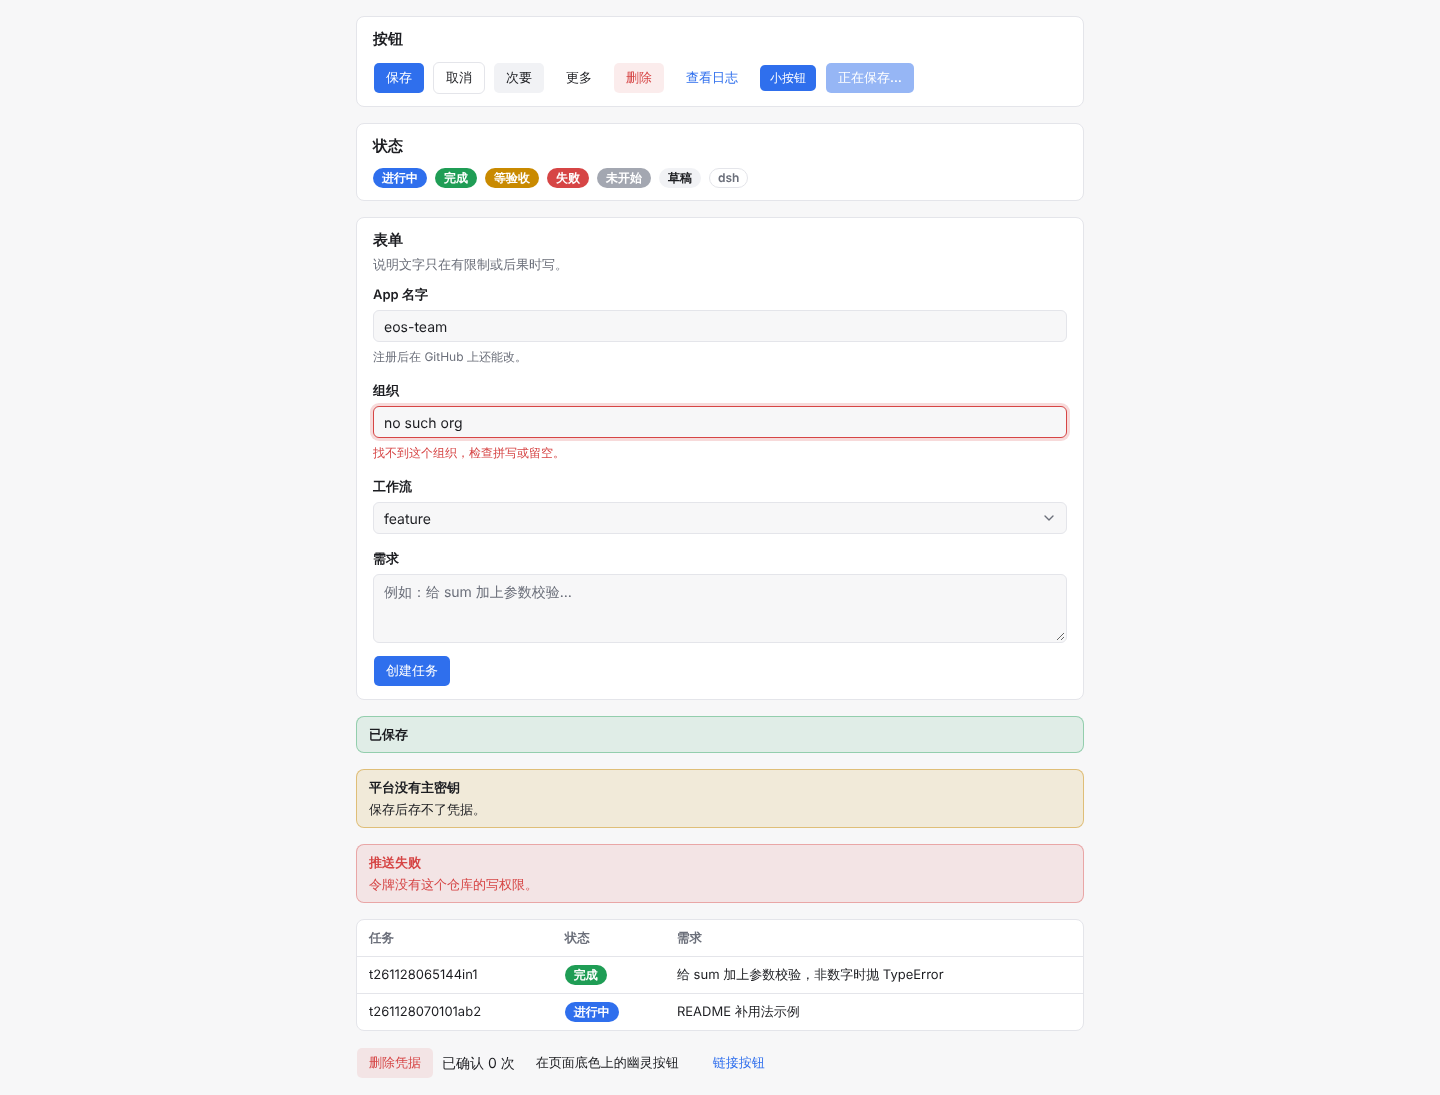 按钮
保存 取消 次要 更多 删除 查看日志 小按钮 正在保存...
状态
进行中 完成 等验收 失败 未开始 草稿 dsh
表单
说明文字只在有限制或后果时写。
App 名字
eos-team
注册后在 GitHub 上还能改。
组织
no such org
找不到这个组织，检查拼写或留空。
工作流
feature
需求
例如：给 sum 加上参数校验...
创建任务
已保存
平台没有主密钥
保存后存不了凭据。
推送失败
令牌没有这个仓库的写权限。
任务 状态 需求
t261128065144in1 完成 给 sum 加上参数校验，非数字时抛 TypeError
t261128070101ab2 进行中 README 补用法示例
删除凭据 已确认 0 次 在页面底色上的幽灵按钮 链接按钮